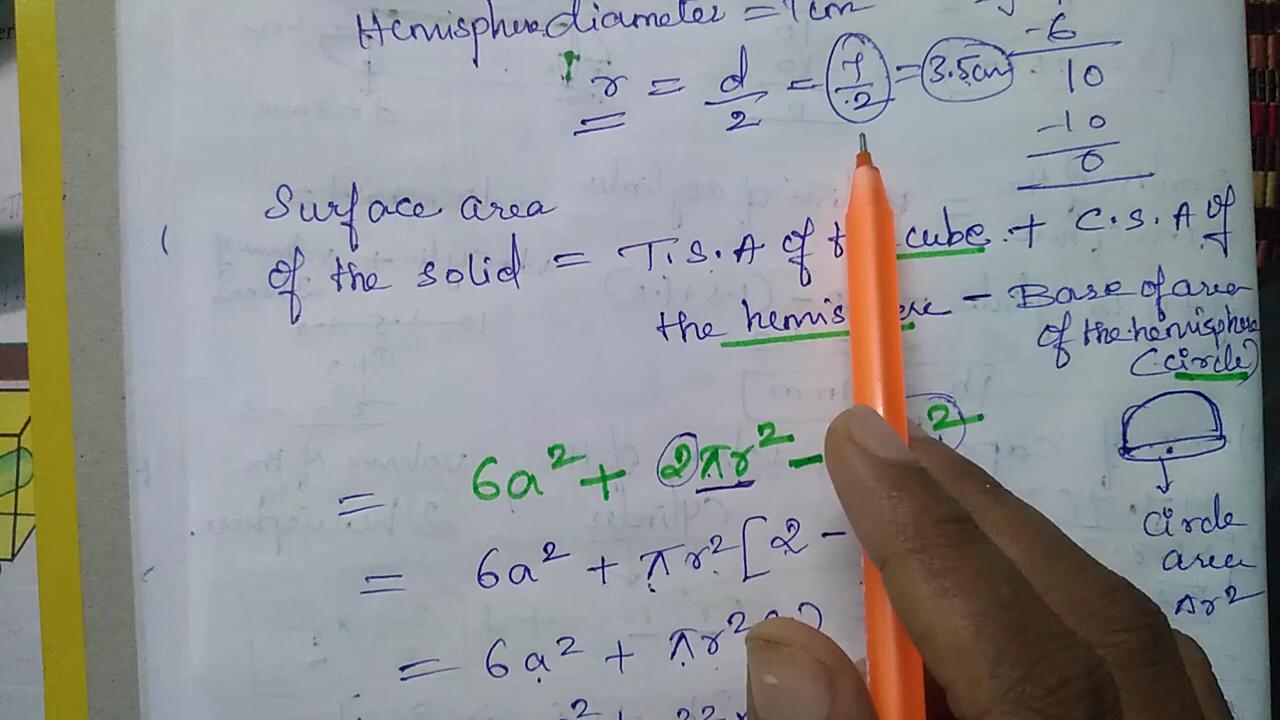 Hemisphere diameter = 7cm
-6
r = d/2 = 7/2 = 3.5cm
10
-10
0
Surface area
of the solid = T.S.A of cube + C.S.A of
the hemis - Base of area
of the hemisphere
(circle)
= 6a² + 2πr² - ²
= 6a² + πr² [2 -
= 6a² + πr²
circle
area
πr²